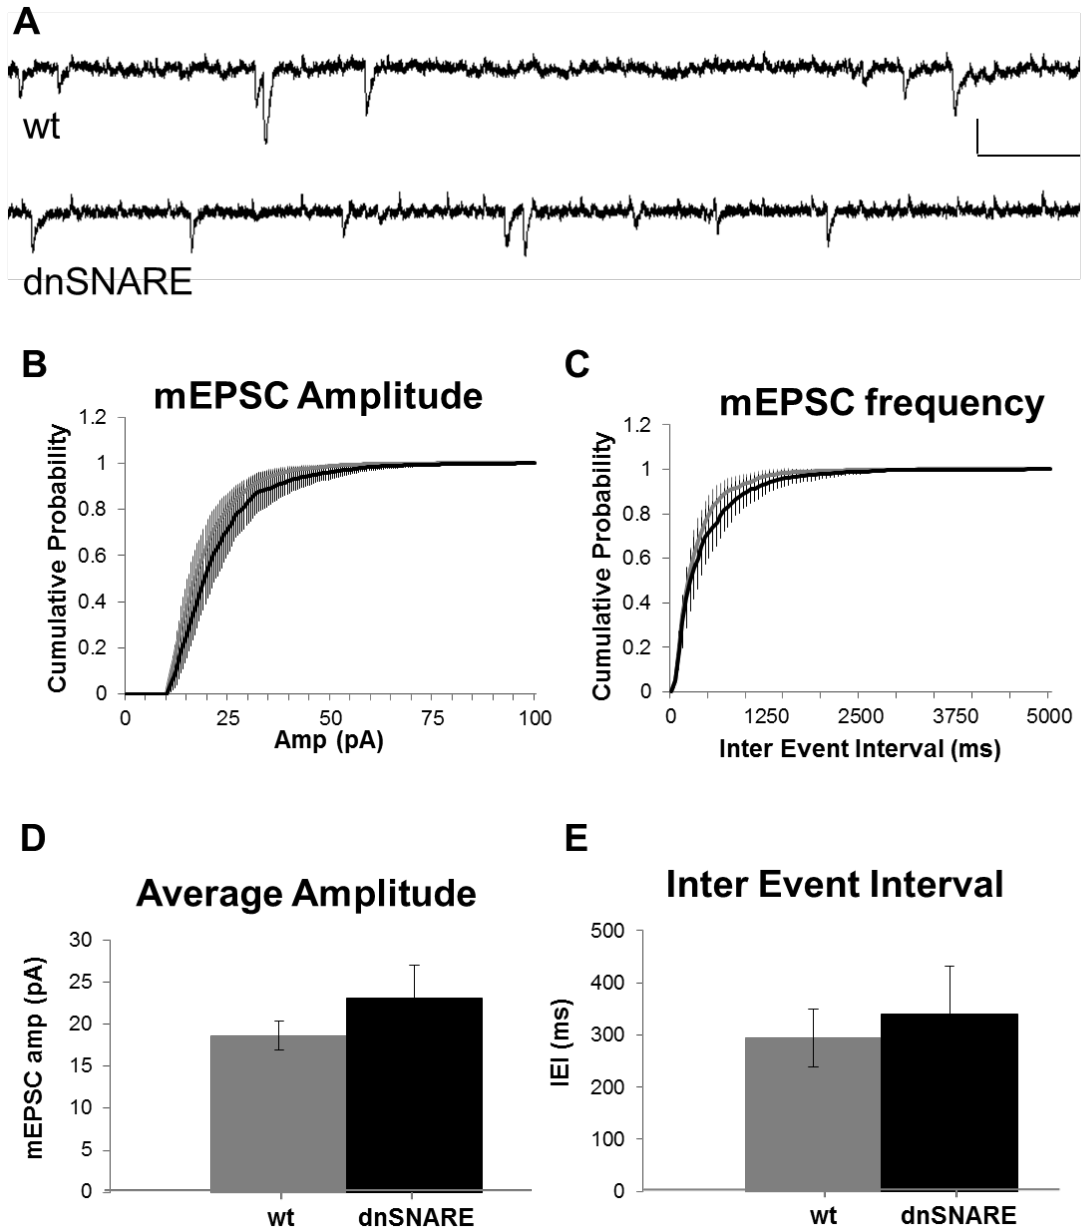 A
wt
dnSNARE
B
mEPSC Amplitude
Cumulative Probability
1.2
1
0.8
0.6
0.4
0.2
0
0 25 50 75 100
Amp (pA)
C
mEPSC frequency
Cumulative Probability
1.2
1
0.8
0.6
0.4
0.2
0
0 1250 2500 3750 5000
Inter Event Interval (ms)
D
Average Amplitude
mEPSC amp (pA)
30
25
20
15
10
5
0
wt dnSNARE
E
Inter Event Interval
IEI (ms)
500
400
300
200
100
0
wt dnSNARE